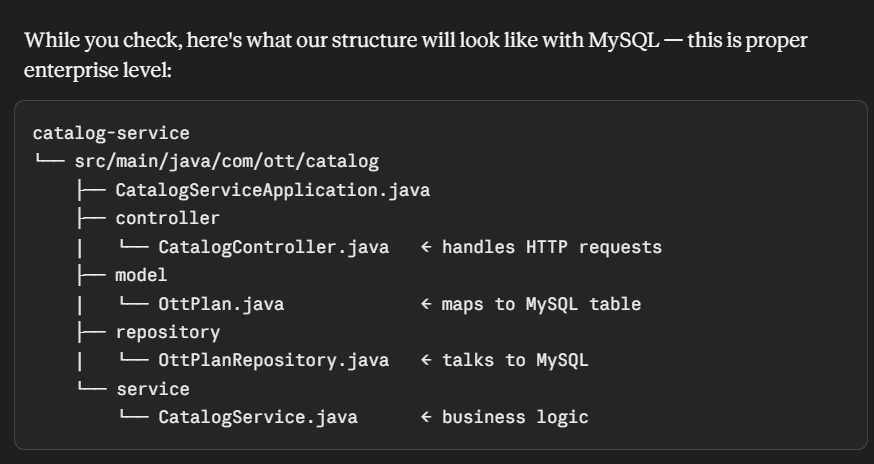 While you check, here's what our structure will look like with MySQL — this is proper
enterprise level:
catalog-service
└── src/main/java/com/ott/catalog
    ├── CatalogServiceApplication.java
    ├── controller
    │   └── CatalogController.java   ← handles HTTP requests
    ├── model
    │   └── OttPlan.java             ← maps to MySQL table
    ├── repository
    │   └── OttPlanRepository.java   ← talks to MySQL
    └── service
        └── CatalogService.java      ← business logic